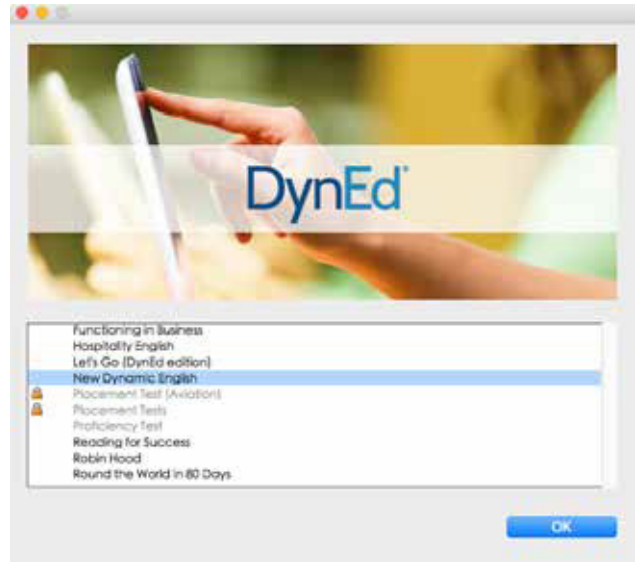 DynEd®
Functioning in Business
Hospitality English
Let's Go (DynEd edition)
New Dynamic English
Placement Test (Aviation)
Placement Tests
Proficiency Test
Reading for Success
Robin Hood
Round the World in 80 Days
OK